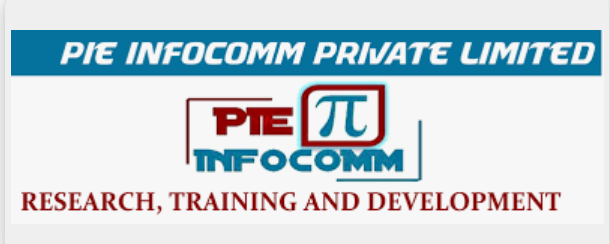 PIE INFOCOMM PRIVATE LIMITED
PIE π
INFOCOMM
RESEARCH, TRAINING AND DEVELOPMENT